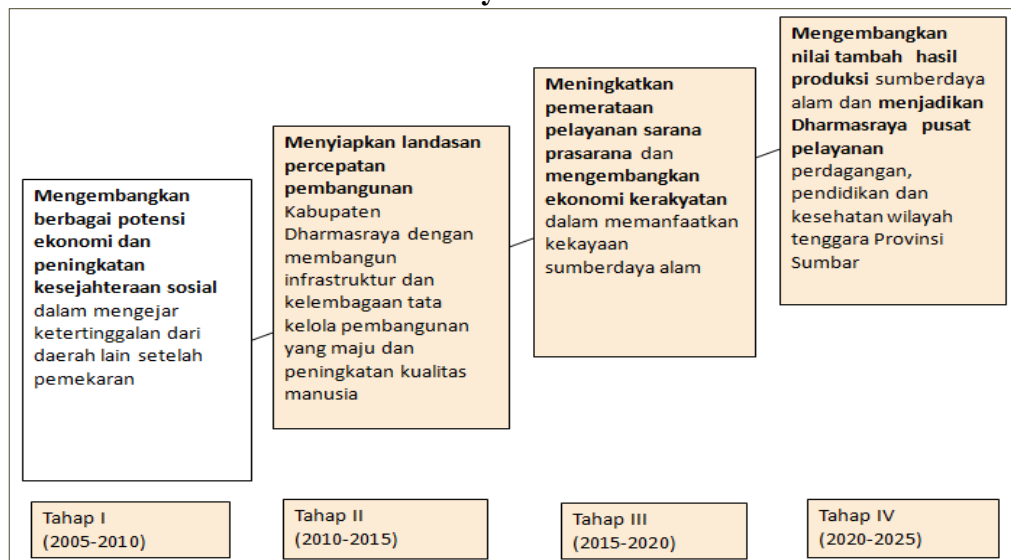 Mengembangkan
berbagai potensi
ekonomi dan
peningkatan
kesejahteraan sosial
dalam mengejar
ketertinggalan dari
daerah lain setelah
pemekaran
Menyiapkan landasan
percepatan
pembangunan
Kabupaten
Dharmasraya dengan
membangun
infrastruktur dan
kelembagaan tata
kelola pembangunan
yang maju dan
peningkatan kualitas
manusia
Meningkatkan
pemerataan
pelayanan sarana
prasarana dan
mengembangkan
ekonomi kerakyatan
dalam memanfaatkan
kekayaan
sumberdaya alam
Mengembangkan
nilai tambah hasil
produksi sumberdaya
alam dan menjadikan
Dharmasraya pusat
pelayanan
perdagangan,
pendidikan dan
kesehatan wilayah
tenggara Provinsi
Sumbar
Tahap I
(2005-2010)
Tahap II
(2010-2015)
Tahap III
(2015-2020)
Tahap IV
(2020-2025)